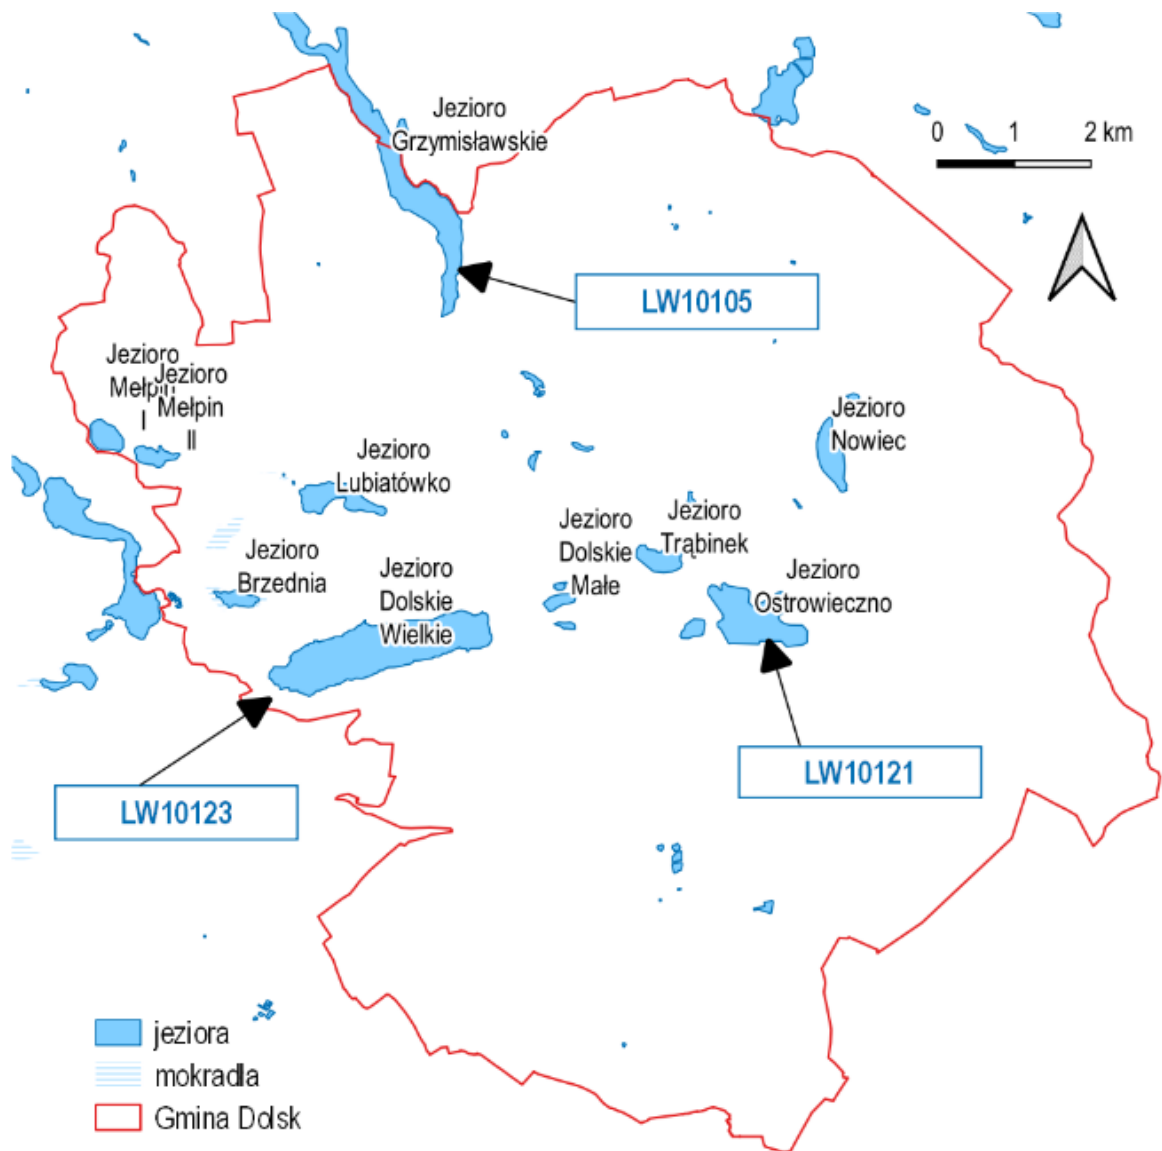 Jezioro
Grzymisławskie
0 1 2 km
LW10105
Jezioro
Mełpin
I
Jezioro
Mełpin
II
Jezioro
Nowiec
Jezioro
Lubiatówko
Jezioro
Trąbinek
Jezioro
Dolskie
Małe
Jezioro
Brzednia
Jezioro
Dolskie
Wielkie
Jezioro
Ostrowieczno
LW10121
LW10123
jeziora
mokradla
Gmina Dolsk